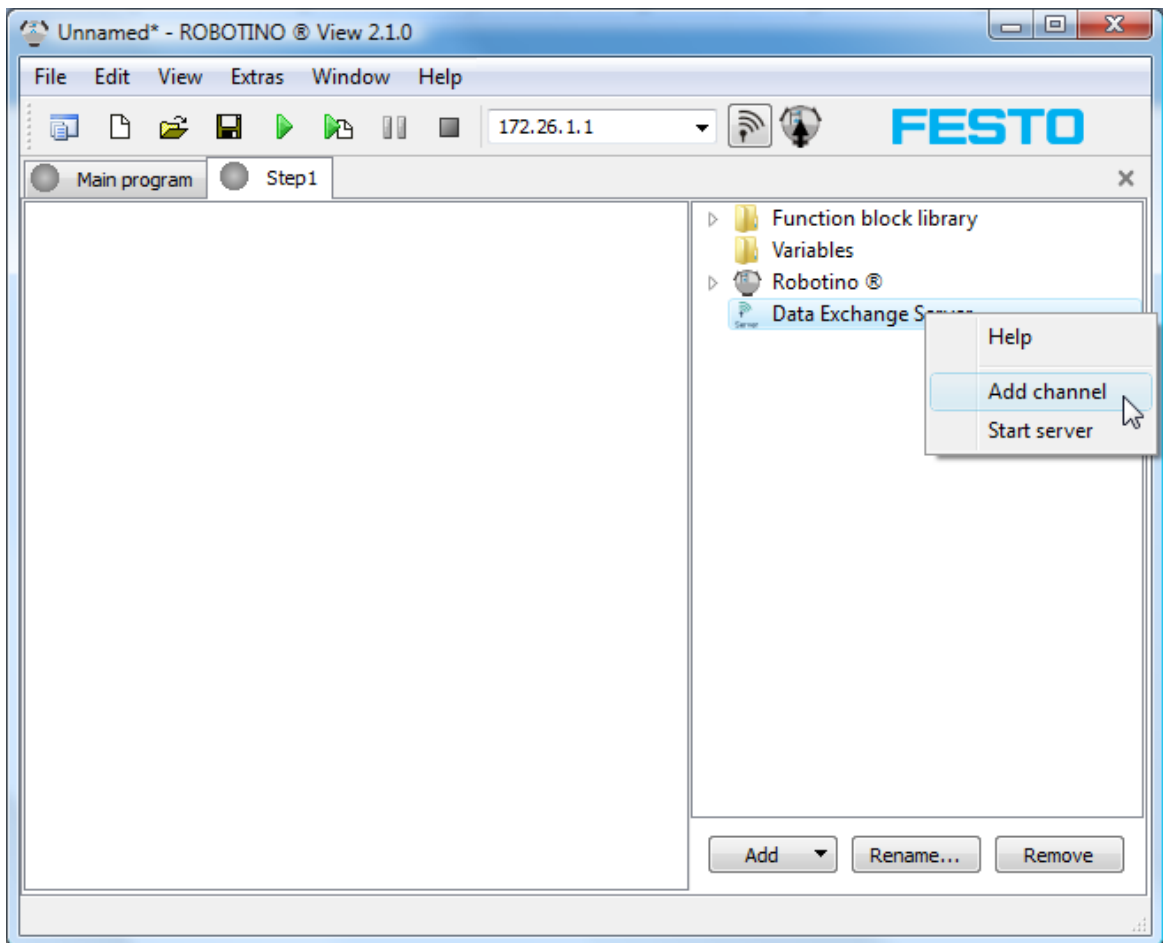 Unnamed* - ROBOTINO ® View 2.1.0
File Edit View Extras Window Help
172.26.1.1
FESTO
Main program Step1
Function block library
Variables
Robotino ®
Server Data Exchange Server
Help
Add channel
Start server
Add Rename... Remove